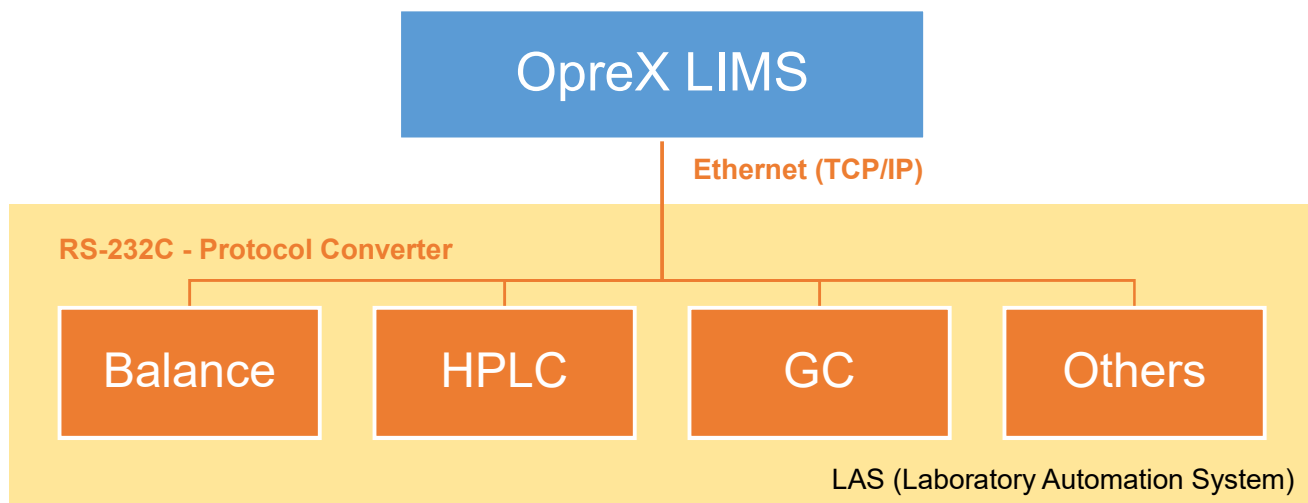 OpreX LIMS
Ethernet (TCP/IP)
RS-232C - Protocol Converter
Balance
HPLC
GC
Others
LAS (Laboratory Automation System)